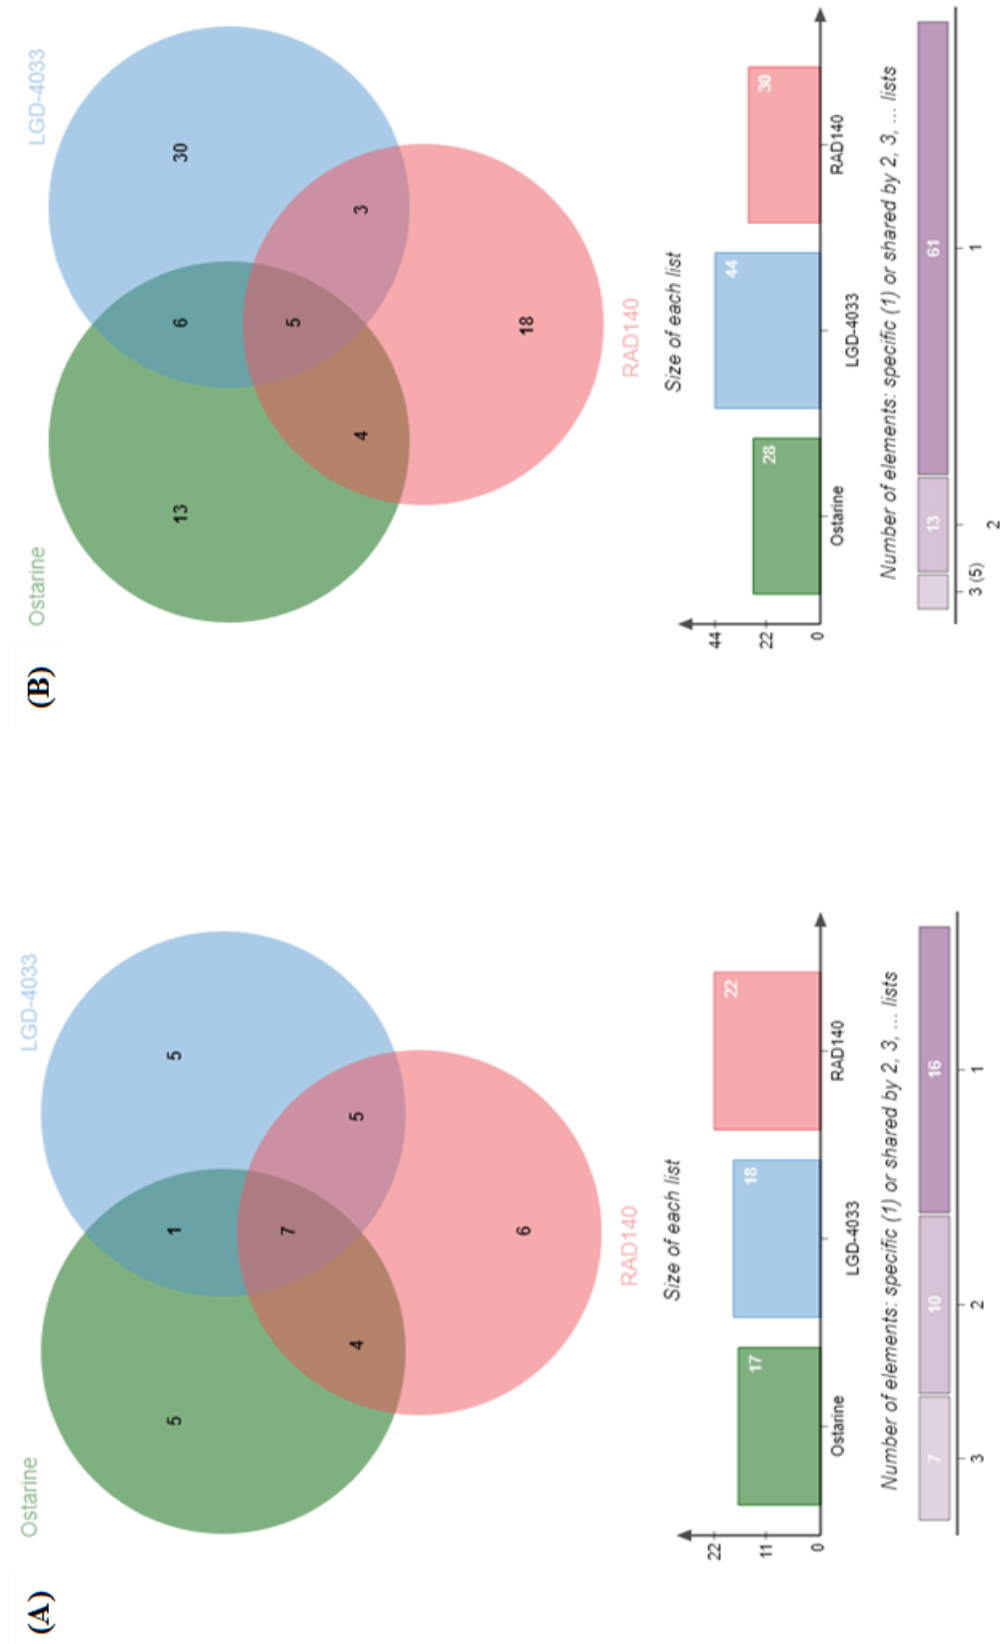 (A)
Ostarine
LGD-4033
5
1
5
7
4
5
6
RAD140
Size of each list
22
11
0
17
18
22
Ostarine
LGD-4033
RAD140
Number of elements: specific (1) or shared by 2, 3, ... lists
7
10
16
3
2
1
(B)
Ostarine
LGD-4033
13
6
30
5
4
3
18
RAD140
Size of each list
44
22
0
28
44
30
Ostarine
LGD-4033
RAD140
Number of elements: specific (1) or shared by 2, 3, ... lists
13
61
3 (5)
2
1